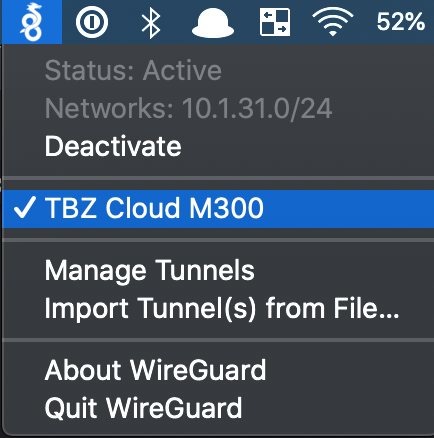 52%
Status: Active
Networks: 10.1.31.0/24
Deactivate
TBZ Cloud M300
Manage Tunnels
Import Tunnel(s) from File...
About WireGuard
Quit WireGuard